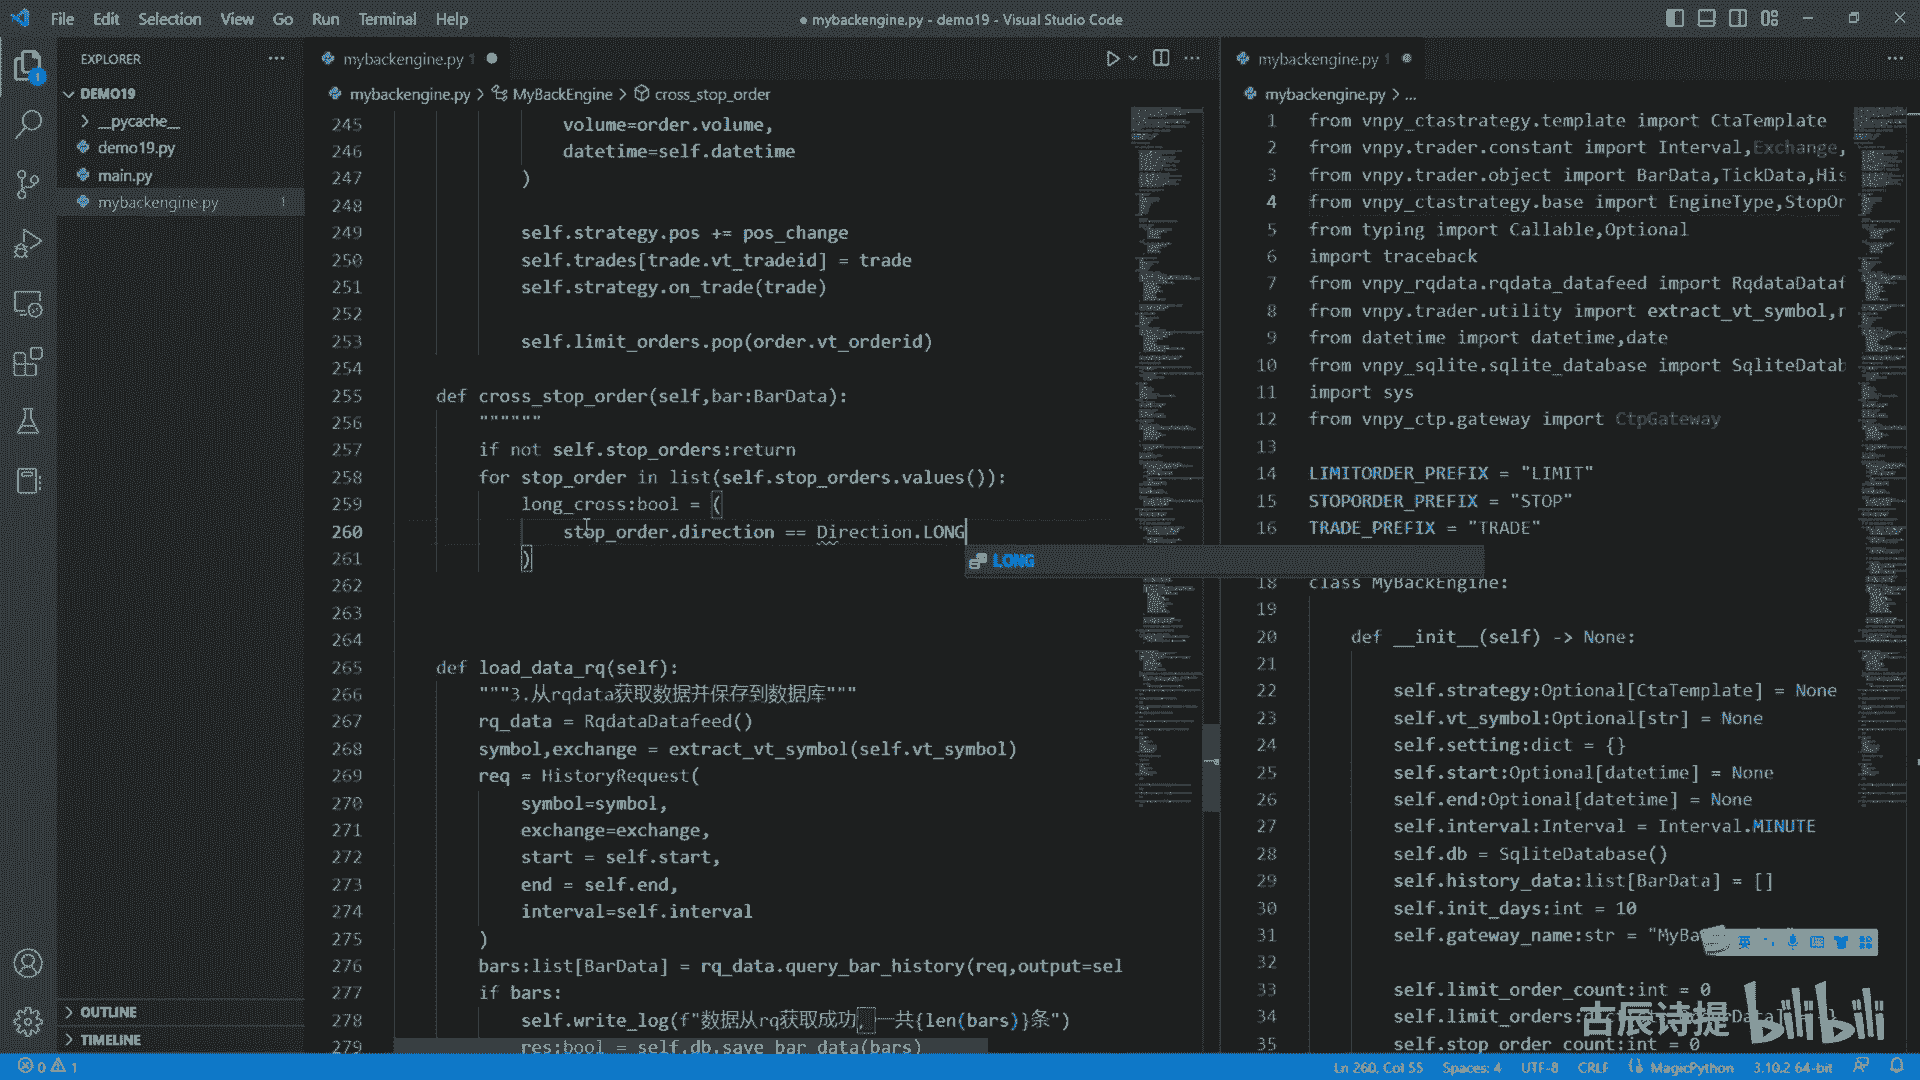 File Edit Selection View Go Run Terminal Help
● mybackengine.py - demo19 - Visual Studio Code
EXPLORER
DEMO19
__pycache__
demo19.py
main.py
mybackengine.py 1
OUTLINE
TIMELINE
mybackengine.py 1
mybackengine.py > MyBackEngine > cross_stop_order
245 volume=order.volume,
246 datetime=self.datetime
247 )
248
249 self.strategy.pos += pos_change
250 self.trades[trade.vt_tradeid] = trade
251 self.strategy.on_trade(trade)
252
253 self.limit_orders.pop(order.vt_orderid)
254
255 def cross_stop_order(self,bar:BarData):
256 """"""
257 if not self.stop_orders:return
258 for stop_order in list(self.stop_orders.values()):
259 long_cross:bool = (
260 stop_order.direction == Direction.LONG
LONG
261 )
262
263
264
265 def load_data_rq(self):
266 """3.从rqdata获取数据并保存到数据库"""
267 rq_data = RqdataDatafeed()
268 symbol,exchange = extract_vt_symbol(self.vt_symbol)
269 req = HistoryRequest(
270 symbol=symbol,
271 exchange=exchange,
272 start = self.start,
273 end = self.end,
274 interval=self.interval
275 )
276 bars:list[BarData] = rq_data.query_bar_history(req,output=sel
277 if bars:
278 self.write_log(f"数据从rq获取成功，一共{len(bars)}条")
279 res:bool = self.db.save_bar_data(bars)
mybackengine.py 1
mybackengine.py > ...
1 from vnpy_ctastrategy.template import CtaTemplate
2 from vnpy.trader.constant import Interval,Exchange,
3 from vnpy.trader.object import BarData,TickData,His
4 from vnpy_ctastrategy.base import EngineType,StopOr
5 from typing import Callable,Optional
6 import traceback
7 from vnpy_rqdata.rqdata_datafeed import RqdataDataf
8 from vnpy.trader.utility import extract_vt_symbol,r
9 from datetime import datetime,date
10 from vnpy_sqlite.sqlite_database import SqliteDatab
11 import sys
12 from vnpy_ctp.gateway import CtpGateway
13
14 LIMITORDER_PREFIX = "LIMIT"
15 STOPORDER_PREFIX = "STOP"
16 TRADE_PREFIX = "TRADE"
18 class MyBackEngine:
19
20 def __init__(self) -> None:
21
22 self.strategy:Optional[CtaTemplate] = None
23 self.vt_symbol:Optional[str] = None
24 self.setting:dict = {}
25 self.start:Optional[datetime] = None
26 self.end:Optional[datetime] = None
27 self.interval:Interval = Interval.MINUTE
28 self.db = SqliteDatabase()
29 self.history_data:list[BarData] = []
30 self.init_days:int = 10
31 self.gateway_name:str = "MyBa
英
32
33 self.limit_order_count:int = 0
34 self.limit_orders:
35 self.stop_order_count:int = 0
古辰诗提 bilibili
0 1
Ln 260, Col 55 Spaces: 4 UTF-8 CRLF MagicPython 3.10.2 64-bit